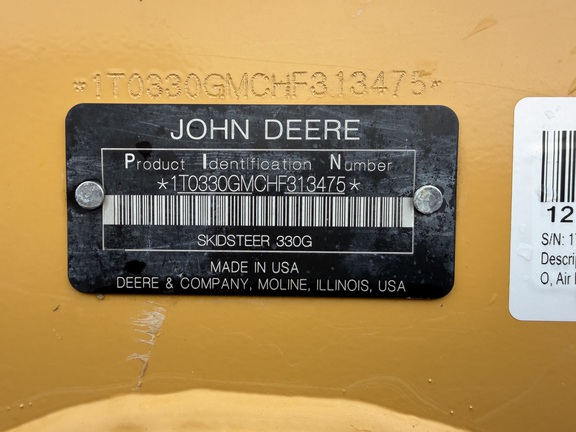 *1T0330GMCHF313475*
JOHN DEERE
Product Identification Number
*1T0330GMCHF313475*
SKIDSTEER 330G
MADE IN USA
DEERE & COMPANY, MOLINE, ILLINOIS, USA
12
S/N: 1
Descrip
O, Air